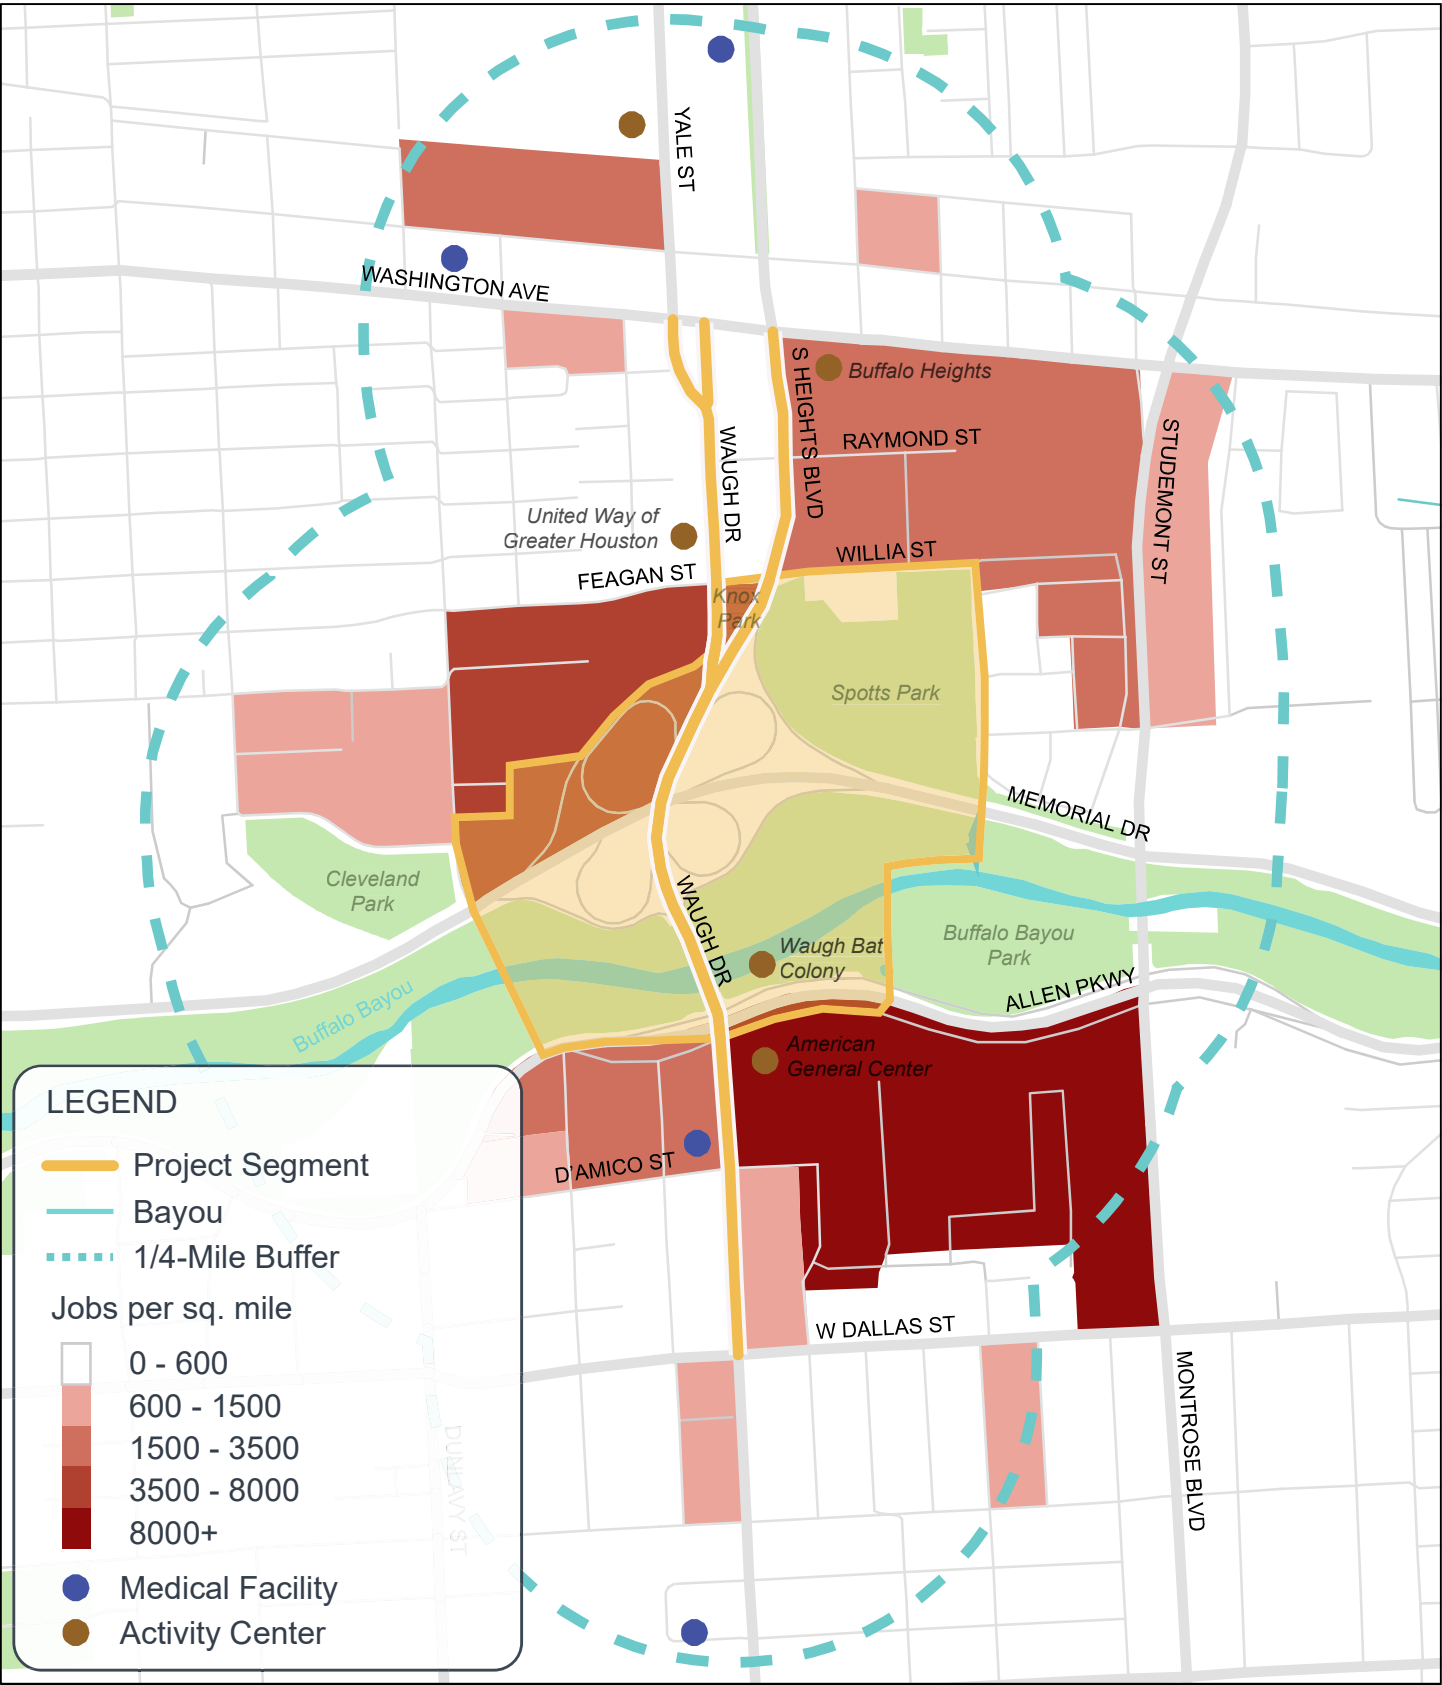 YALE ST
WASHINGTON AVE
Buffalo Heights
S HEIGHTS BLVD
RAYMOND ST
STUDEMONT ST
WAUGH DR
United Way of
Greater Houston
WILLIA ST
FEAGAN ST
Knox
Park
Spotts Park
MEMORIAL DR
Cleveland
Park
WAUGH DR
Waugh Bat
Colony
Buffalo Bayou
Park
ALLEN PKWY
Buffalo Bayou
American
General Center
D'AMICO ST
W DALLAS ST
MONTROSE BLVD
DUNLAVY ST
LEGEND
Project Segment
Bayou
1/4-Mile Buffer
Jobs per sq. mile
0 - 600
600 - 1500
1500 - 3500
3500 - 8000
8000+
Medical Facility
Activity Center